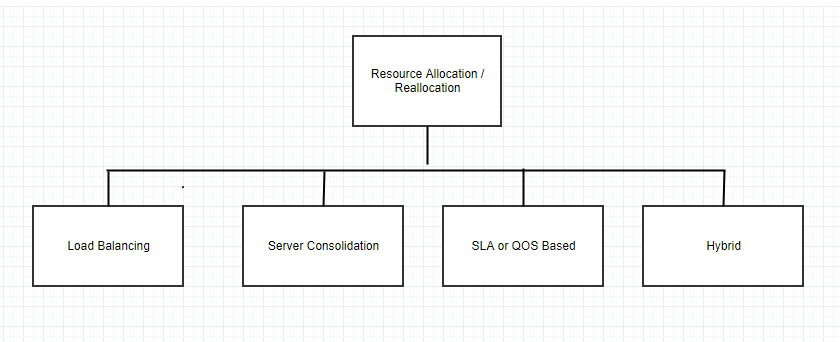 Resource Allocation /
Reallocation
Load Balancing
Server Consolidation
SLA or QOS Based
Hybrid